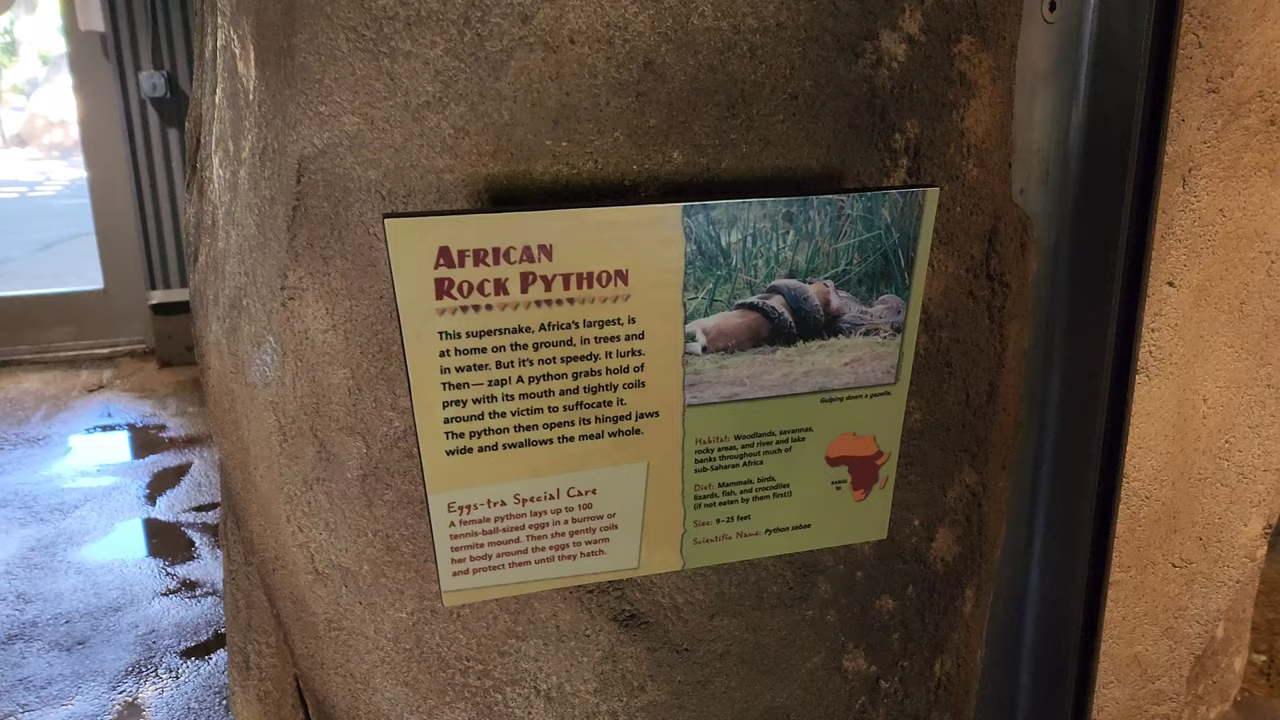 AFRICAN
ROCK PYTHON
This supersnake, Africa's largest, is
at home on the ground, in trees and
in water. But it's not speedy. It lurks.
Then— zap! A python grabs hold of
prey with its mouth and tightly coils
around the victim to suffocate it.
The python then opens its hinged jaws
wide and swallows the meal whole.
Eggs-tra Special Care
A female python lays up to 100
tennis-ball-sized eggs in a burrow or
termite mound. Then she gently coils
her body around the eggs to warm
and protect them until they hatch.
Gulping down a gazelle.
Habitat: Woodlands, savannas,
rocky areas, and river and lake
banks throughout much of
sub-Saharan Africa
Diet: Mammals, birds,
lizards, fish, and crocodiles
(if not eaten by them first!)
Size: 9–25 feet
Scientific Name: Python sebae
RANGE